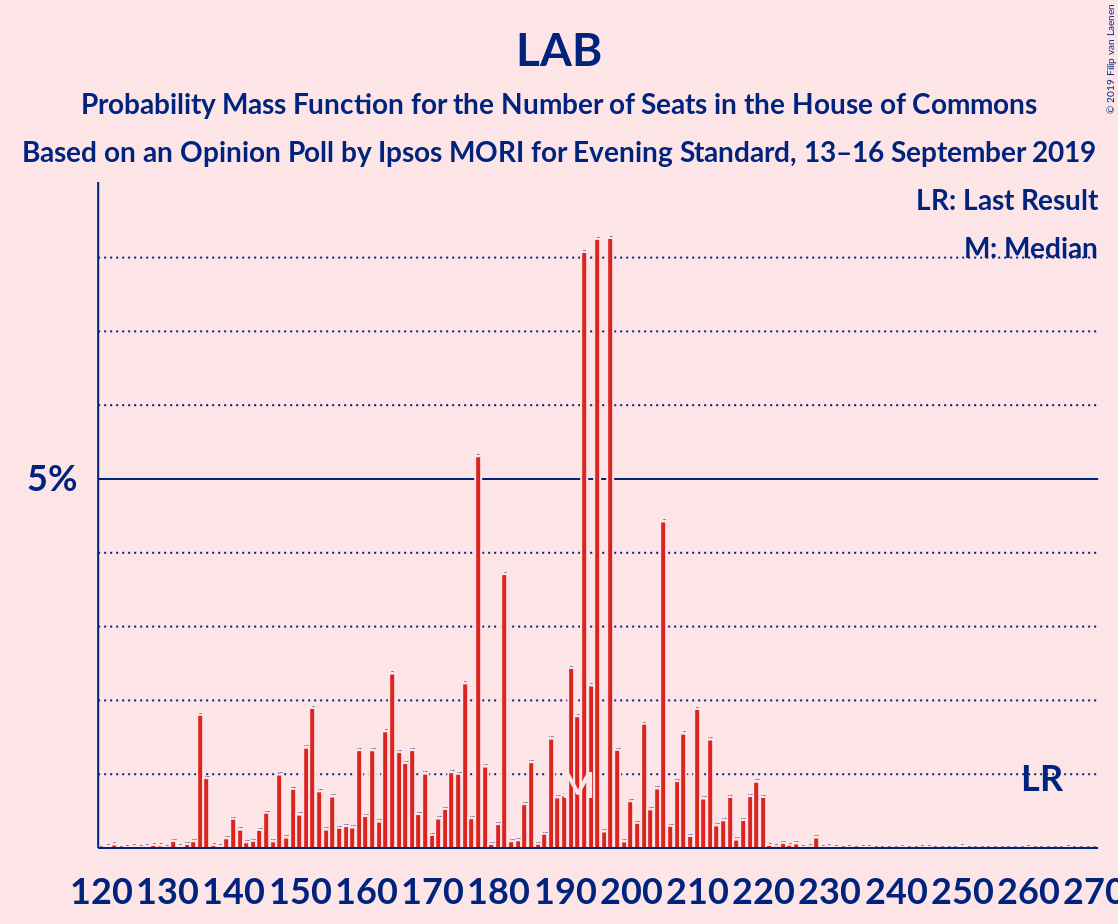 LAB
Probability Mass Function for the Number of Seats in the House of Commons
Based on an Opinion Poll by Ipsos MORI for Evening Standard, 13–16 September 2019
© 2019 Filip van Laenen
LR: Last Result
M: Median
5%
M
LR
120 130 140 150 160 170 180 190 200 210 220 230 240 250 260 270